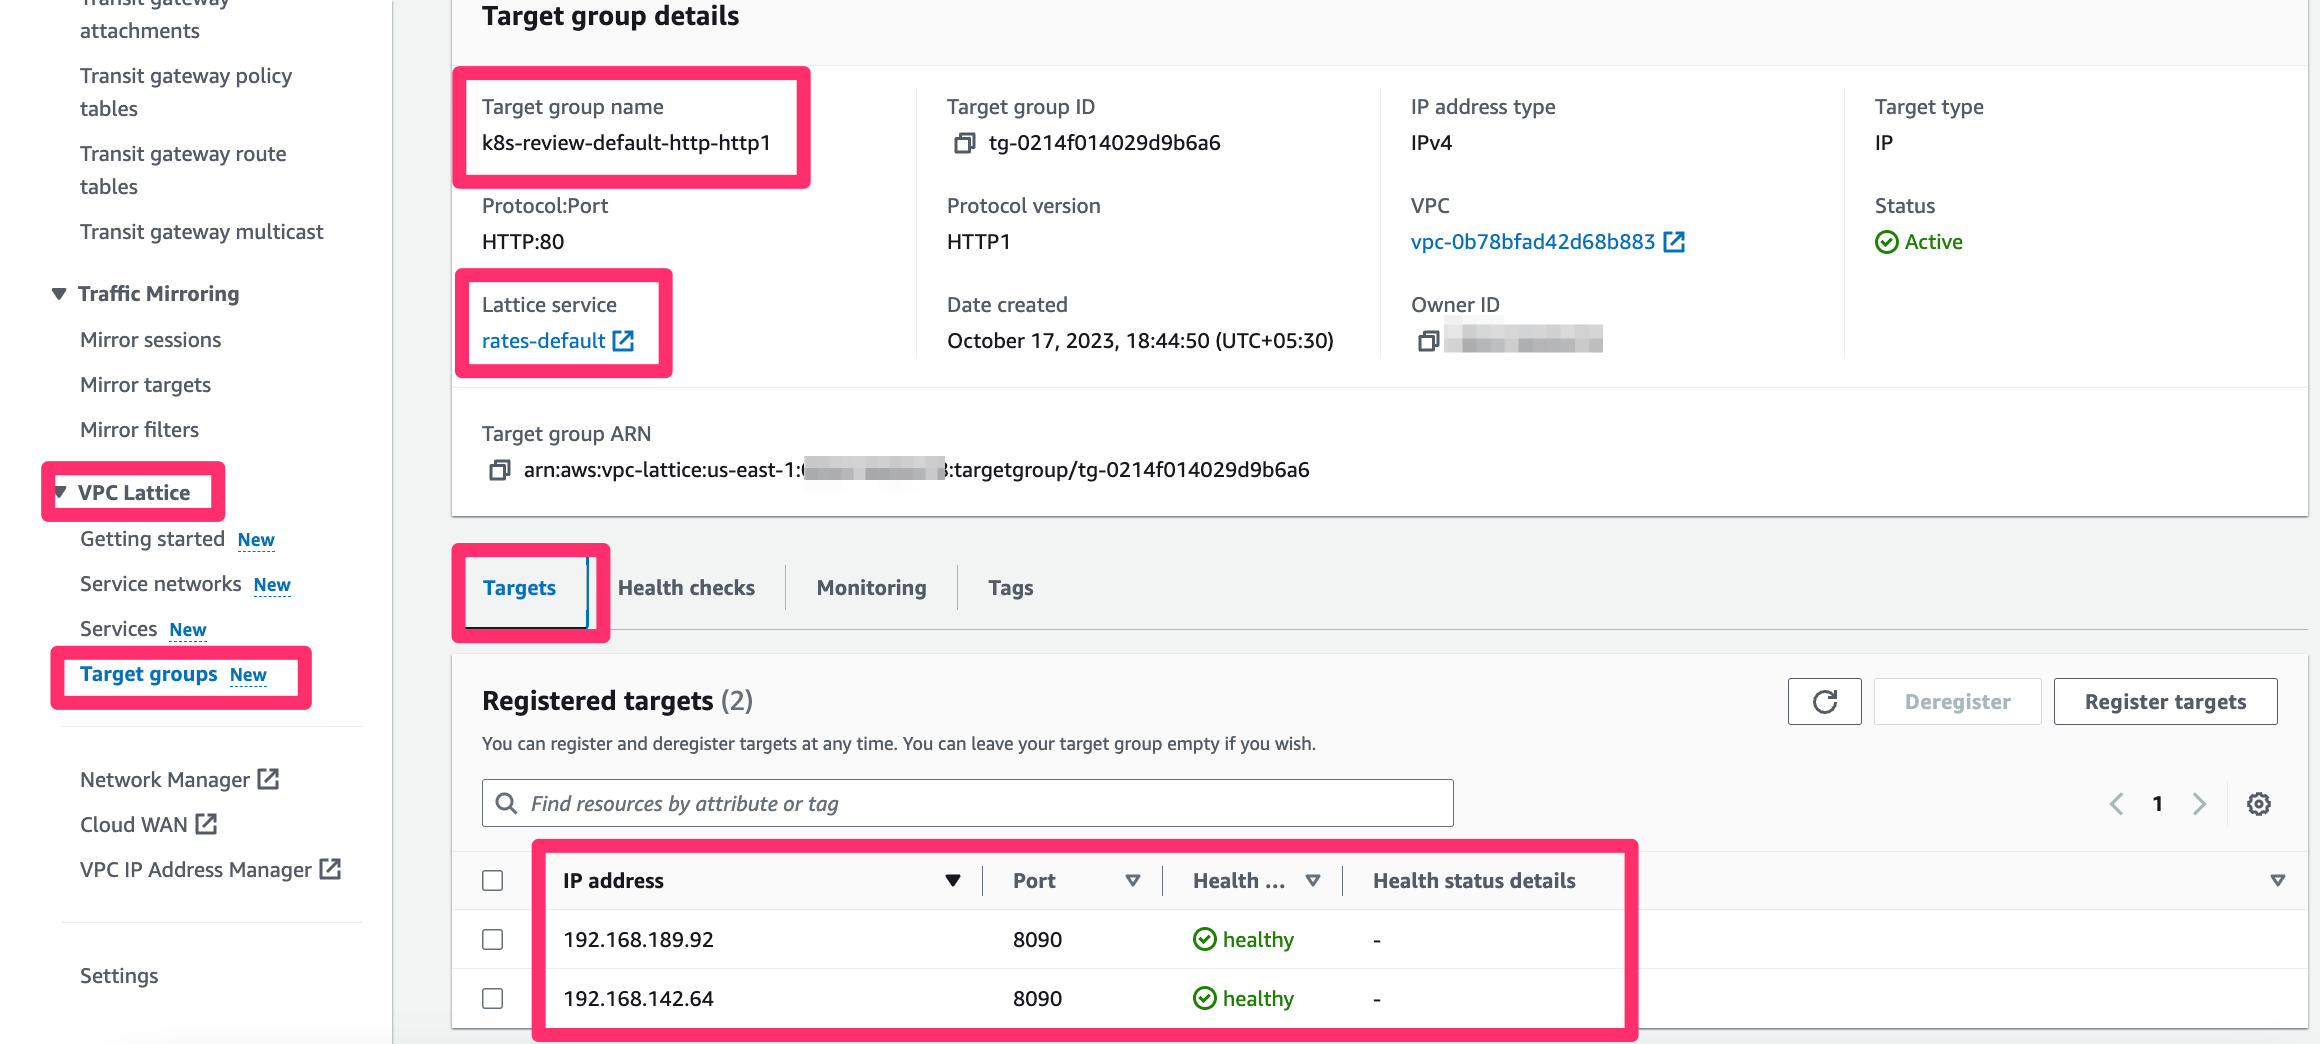 Transit gateway
attachments
Transit gateway policy
tables
Transit gateway route
tables
Transit gateway multicast
Traffic Mirroring
Mirror sessions
Mirror targets
Mirror filters
VPC Lattice
Getting started New
Service networks New
Services New
Target groups New
Network Manager
Cloud WAN
VPC IP Address Manager
Settings
Target group details
Target group name
k8s-review-default-http-http1
Target group ID
tg-0214f014029d9b6a6
IP address type
IPv4
Target type
IP
Protocol:Port
HTTP:80
Protocol version
HTTP1
VPC
vpc-0b78bfad42d68b883
Status
Active
Lattice service
rates-default
Date created
October 17, 2023, 18:44:50 (UTC+05:30)
Owner ID
Target group ARN
arn:aws:vpc-lattice:us-east-1: :targetgroup/tg-0214f014029d9b6a6
Targets Health checks Monitoring Tags
Registered targets (2)
Deregister Register targets
You can register and deregister targets at any time. You can leave your target group empty if you wish.
Find resources by attribute or tag
1
IP address Port Health ... Health status details
192.168.189.92 8090 healthy -
192.168.142.64 8090 healthy -